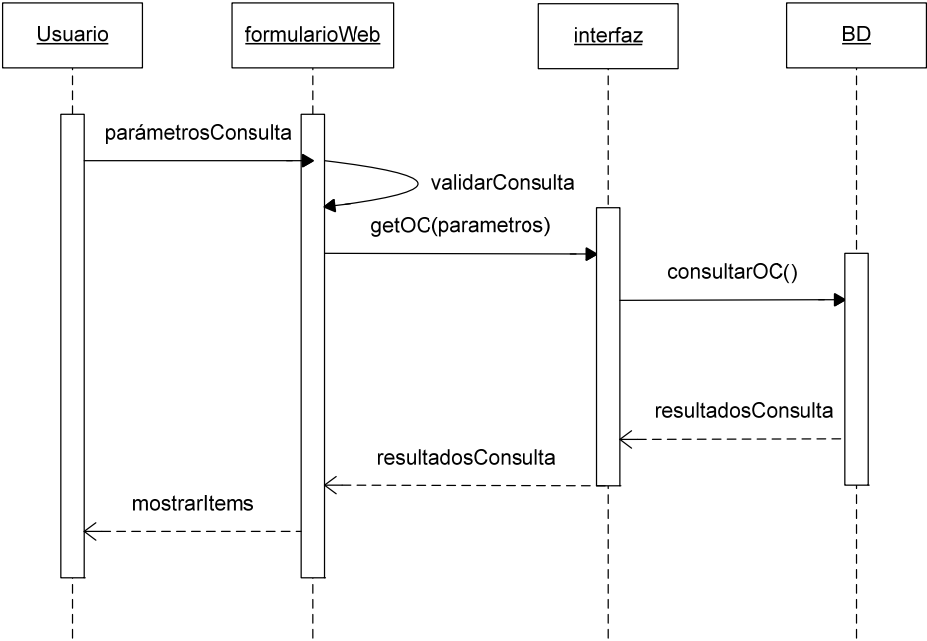 Usuario
formularioWeb
interfaz
BD
parámetrosConsulta
validarConsulta
getOC(parametros)
consultarOC()
resultadosConsulta
resultadosConsulta
mostrarItems